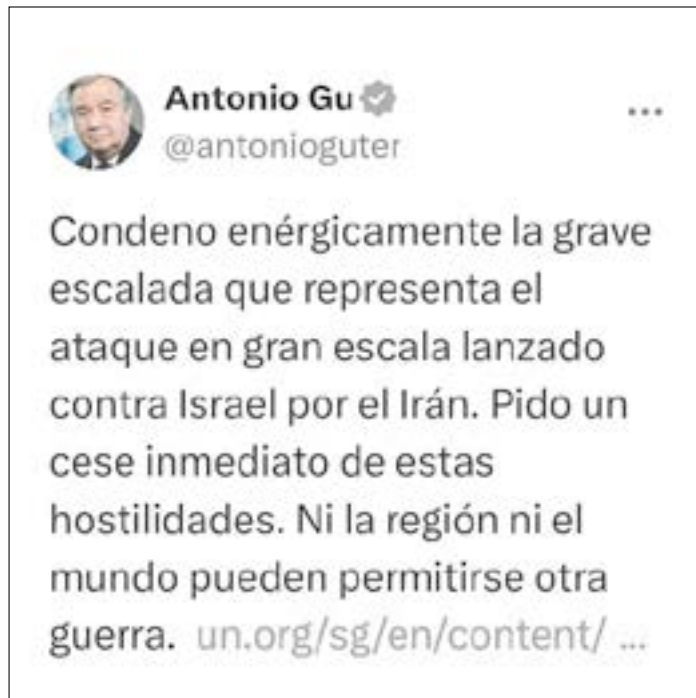 Antonio Gu
@antonioguter
Condeno enérgicamente la grave
escalada que representa el
ataque en gran escala lanzado
contra Israel por el Irán. Pido un
cese inmediato de estas
hostilidades. Ni la región ni el
mundo pueden permitirse otra
guerra. un.org/sg/en/content/ ...